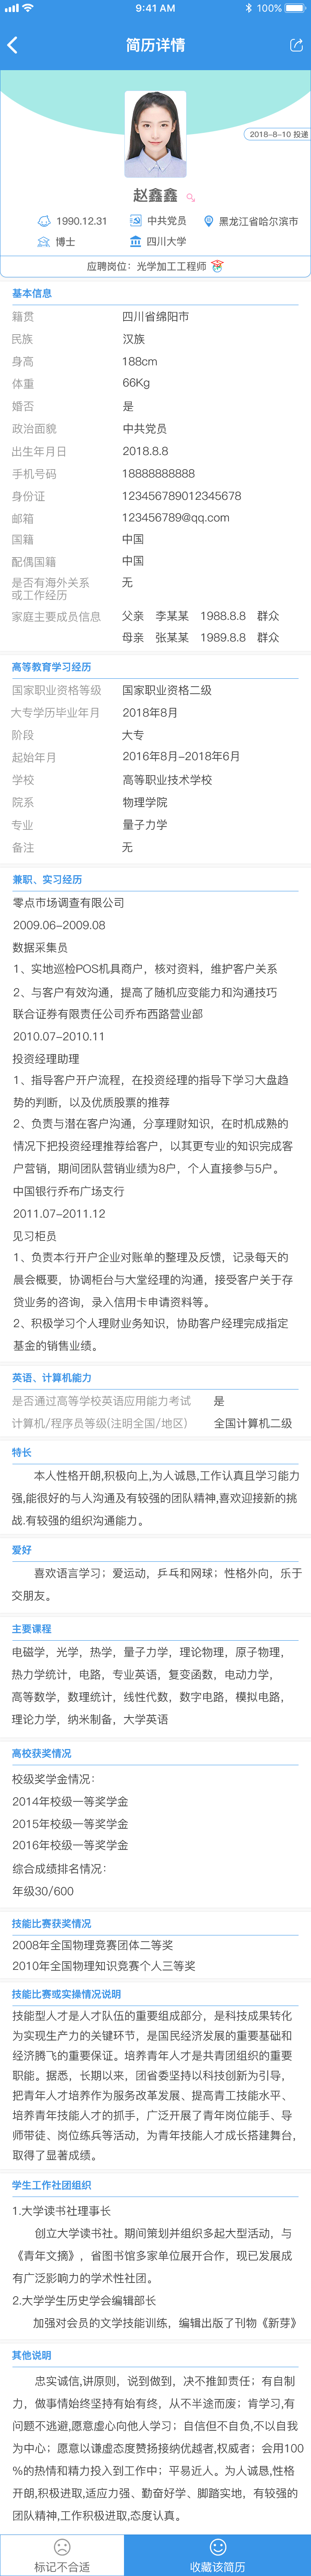 9:41 AM 100%
简历详情
2018-8-10 投递
赵鑫鑫
1990.12.31 中共党员 黑龙江省哈尔滨市
博士 四川大学
应聘岗位：光学加工工程师
基本信息
籍贯 四川省绵阳市
民族 汉族
身高 188cm
体重 66Kg
婚否 是
政治面貌 中共党员
出生年月日 2018.8.8
手机号码 18888888888
身份证 123456789012345678
邮箱 123456789@qq.com
国籍 中国
配偶国籍 中国
是否有海外关系 无
或工作经历
家庭主要成员信息 父亲 李某某 1988.8.8 群众
母亲 张某某 1989.8.8 群众
高等教育学习经历
国家职业资格等级 国家职业资格二级
大专学历毕业年月 2018年8月
阶段 大专
起始年月 2016年8月-2018年6月
学校 高等职业技术学校
院系 物理学院
专业 量子力学
备注 无
兼职、实习经历
零点市场调查有限公司
2009.06-2009.08
数据采集员
1、实地巡检POS机具商户，核对资料，维护客户关系
2、与客户有效沟通，提高了随机应变能力和沟通技巧
联合证券有限责任公司乔布西路营业部
2010.07-2010.11
投资经理助理
1、指导客户开户流程，在投资经理的指导下学习大盘趋
势的判断，以及优质股票的推荐
2、负责与潜在客户沟通，分享理财知识，在时机成熟的
情况下把投资经理推荐给客户，以其更专业的知识完成客
户营销，期间团队营销业绩为8户，个人直接参与5户。
中国银行乔布广场支行
2011.07-2011.12
见习柜员
1、负责本行开户企业对账单的整理及反馈，记录每天的
晨会概要，协调柜台与大堂经理的沟通，接受客户关于存
贷业务的咨询，录入信用卡申请资料等。
2、积极学习个人理财业务知识，协助客户经理完成指定
基金的销售业绩。
英语、计算机能力
是否通过高等学校英语应用能力考试 是
计算机/程序员等级(注明全国/地区) 全国计算机二级
特长
本人性格开朗,积极向上,为人诚恳,工作认真且学习能力
强,能很好的与人沟通及有较强的团队精神,喜欢迎接新的挑
战.有较强的组织沟通能力。
爱好
喜欢语言学习；爱运动，乒乓和网球；性格外向，乐于
交朋友。
主要课程
电磁学，光学，热学，量子力学，理论物理，原子物理，
热力学统计，电路，专业英语，复变函数，电动力学，
高等数学，数理统计，线性代数，数字电路，模拟电路，
理论力学，纳米制备，大学英语
高校获奖情况
校级奖学金情况：
2014年校级一等奖学金
2015年校级一等奖学金
2016年校级一等奖学金
综合成绩排名情况：
年级30/600
技能比赛获奖情况
2008年全国物理竞赛团体二等奖
2010年全国物理知识竞赛个人三等奖
技能比赛或实操情况说明
技能型人才是人才队伍的重要组成部分，是科技成果转化
为实现生产力的关键环节，是国民经济发展的重要基础和
经济腾飞的重要保证。培养青年人才是共青团组织的重要
职能。据悉，长期以来，团省委坚持以科技创新为引导，
把青年人才培养作为服务改革发展、提高青工技能水平、
培养青年技能人才的抓手，广泛开展了青年岗位能手、导
师带徒、岗位练兵等活动，为青年技能人才成长搭建舞台，
取得了显著成绩。
学生工作社团组织
1.大学读书社理事长
创立大学读书社。期间策划并组织多起大型活动，与
《青年文摘》，省图书馆多家单位展开合作，现已发展成
有广泛影响力的学术性社团。
2.大学学生历史学会编辑部长
加强对会员的文学技能训练，编辑出版了刊物《新芽》
其他说明
忠实诚信,讲原则，说到做到，决不推卸责任；有自制
力，做事情始终坚持有始有终，从不半途而废；肯学习,有
问题不逃避,愿意虚心向他人学习；自信但不自负,不以自我
为中心；愿意以谦虚态度赞扬接纳优越者,权威者；会用100
%的热情和精力投入到工作中；平易近人。为人诚恳,性格
开朗,积极进取,适应力强、勤奋好学、脚踏实地，有较强的
团队精神,工作积极进取,态度认真。
标记不合适 收藏该简历